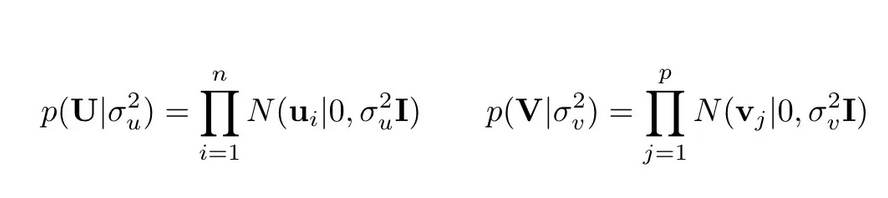 p(𝐔|σ_u^2) = ∏_{i=1}^{n} N(𝐮_i|0, σ_u^2 𝐈)    p(𝐕|σ_v^2) = ∏_{j=1}^{p} N(𝐯_j|0, σ_v^2 𝐈)